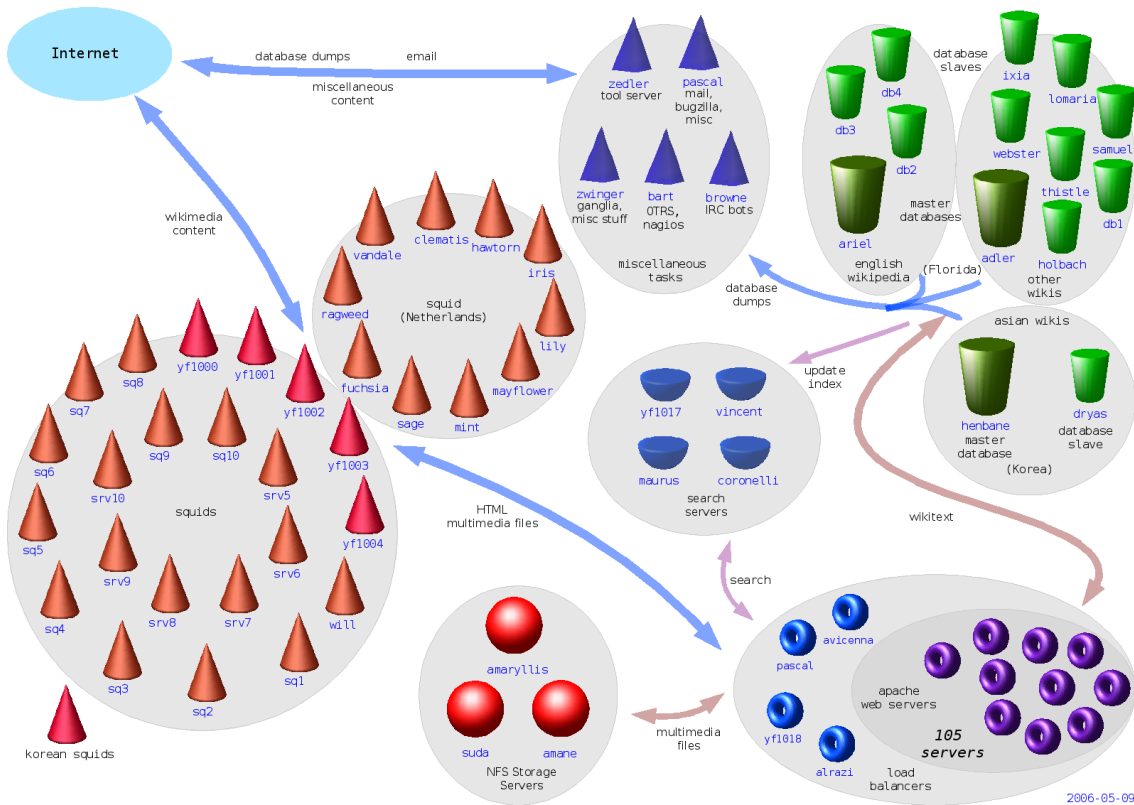 Internet
database dumps
email
miscellaneous
content
wikimedia
content
zedler
tool server
pascal
mail,
bugzilla,
misc
zwinger
ganglia,
misc stuff
bart
OTRS,
nagios
browne
IRC bots
miscellaneous
tasks
database
slaves
db4
db3
db2
ariel
english
wikipedia
master
databases
(Florida)
ixia
lomaria
webster
samuel
thistle
db1
adler
holbach
other
wikis
database
dumps
asian wikis
henbane
master
database
dryas
database
slave
(Korea)
vandale
clematis
hawtorn
iris
ragweed
squid
(Netherlands)
lily
fuchsia
mayflower
sage
mint
yf1000
yf1001
yf1002
yf1003
yf1004
sq8
sq7
sq6
sq9
sq10
srv10
srv5
squids
sq5
srv9
srv6
sq4
srv8
srv7
will
sq3
sq2
sq1
korean squids
update
index
yf1017
vincent
maurus
coronelli
search
servers
HTML
multimedia files
wikitext
search
amaryllis
suda
amane
NFS Storage
Servers
multimedia
files
avicenna
pascal
yf1018
alrazi
load
balancers
apache
web servers
105
servers
2006-05-09